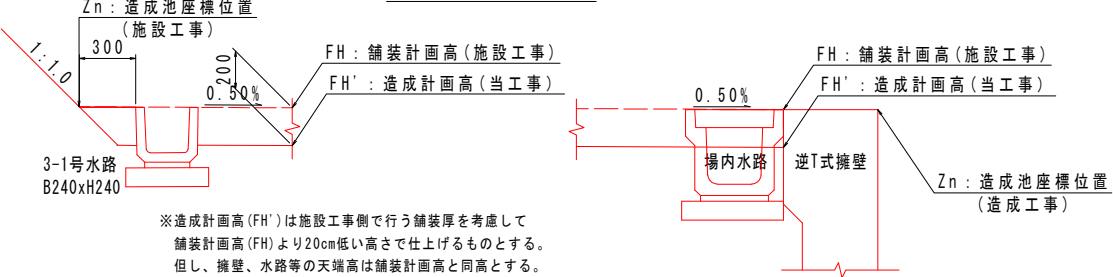 Zn：造成池座標位置
(施設工事)
300
1:1.0
200
0.50%
FH：舗装計画高(施設工事)
FH'：造成計画高(当工事)
3-1号水路
B240xH240
※造成計画高(FH')は施設工事側で行う舗装厚を考慮して
舗装計画高(FH)より20cm低い高さで仕上げるものとする。
但し、擁壁、水路等の天端高は舗装計画高と同高とする。
0.50%
FH：舗装計画高(施設工事)
FH'：造成計画高(当工事)
場内水路
逆T式擁壁
Zn：造成池座標位置
(造成工事)